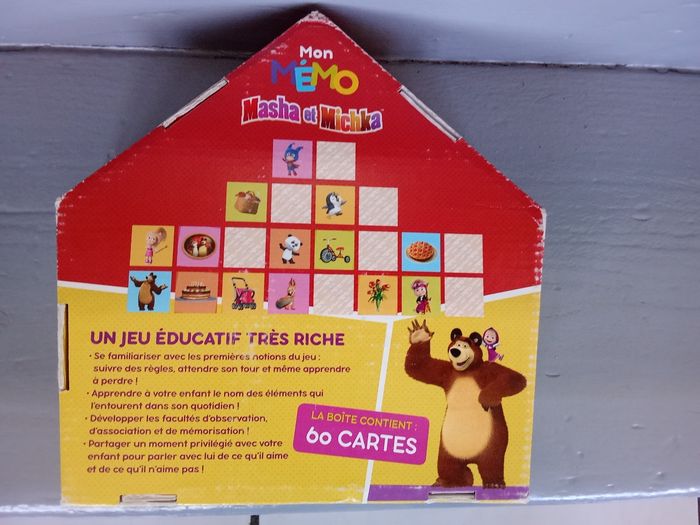 Mon
MÉMO
Masha et Michka
UN JEU ÉDUCATIF TRÈS RICHE
• Se familiariser avec les premières notions du jeu :
suivre des règles, attendre son tour et même apprendre
à perdre !
• Apprendre à votre enfant le nom des éléments qui
l'entourent dans son quotidien !
• Développer les facultés d'observation,
d'association et de mémorisation !
• Partager un moment privilégié avec votre
enfant pour parler avec lui de ce qu'il aime
et de ce qu'il n'aime pas !
LA BOÎTE CONTIENT :
60 CARTES